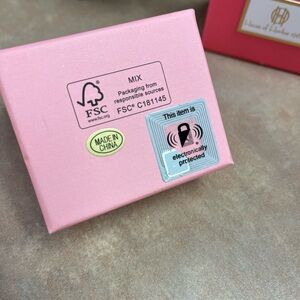 MIX
Packaging from
responsible sources
FSC® C181145
FSC
www.fsc.org
MADE IN
CHINA
This item is
electronically
protected